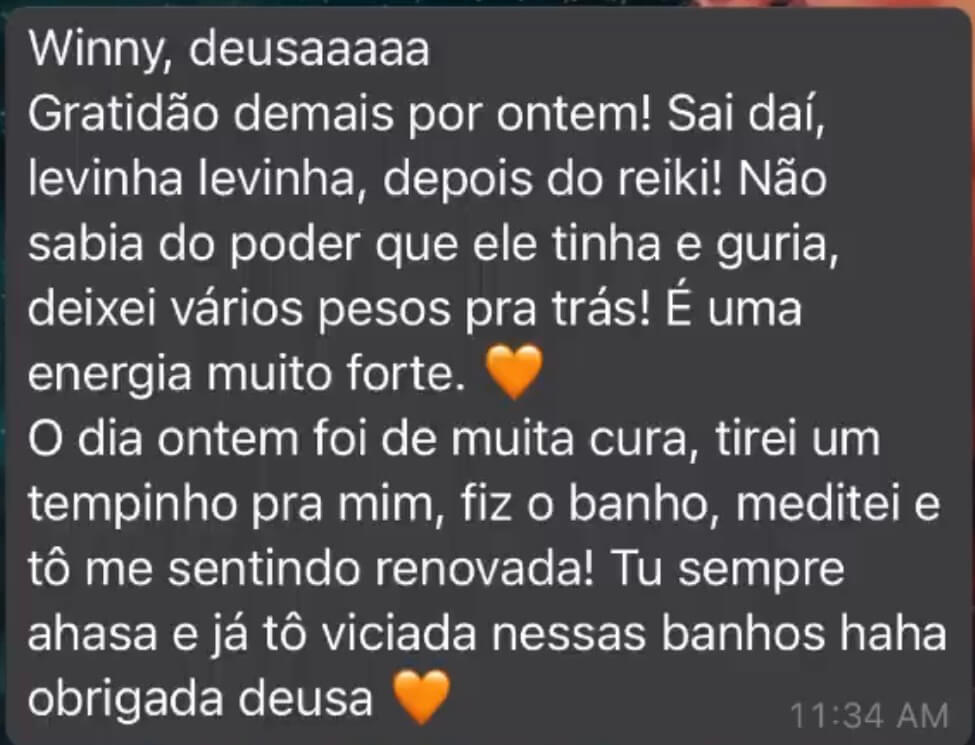 Winny, deusaaaaa
Gratidão demais por ontem! Sai daí,
levinha levinha, depois do reiki! Não
sabia do poder que ele tinha e guria,
deixei vários pesos pra trás! É uma
energia muito forte. 🧡
O dia ontem foi de muita cura, tirei um
tempinho pra mim, fiz o banho, meditei e
tô me sentindo renovada! Tu sempre
ahasa e já tô viciada nessas banhos haha
obrigada deusa 🧡
11:34 AM